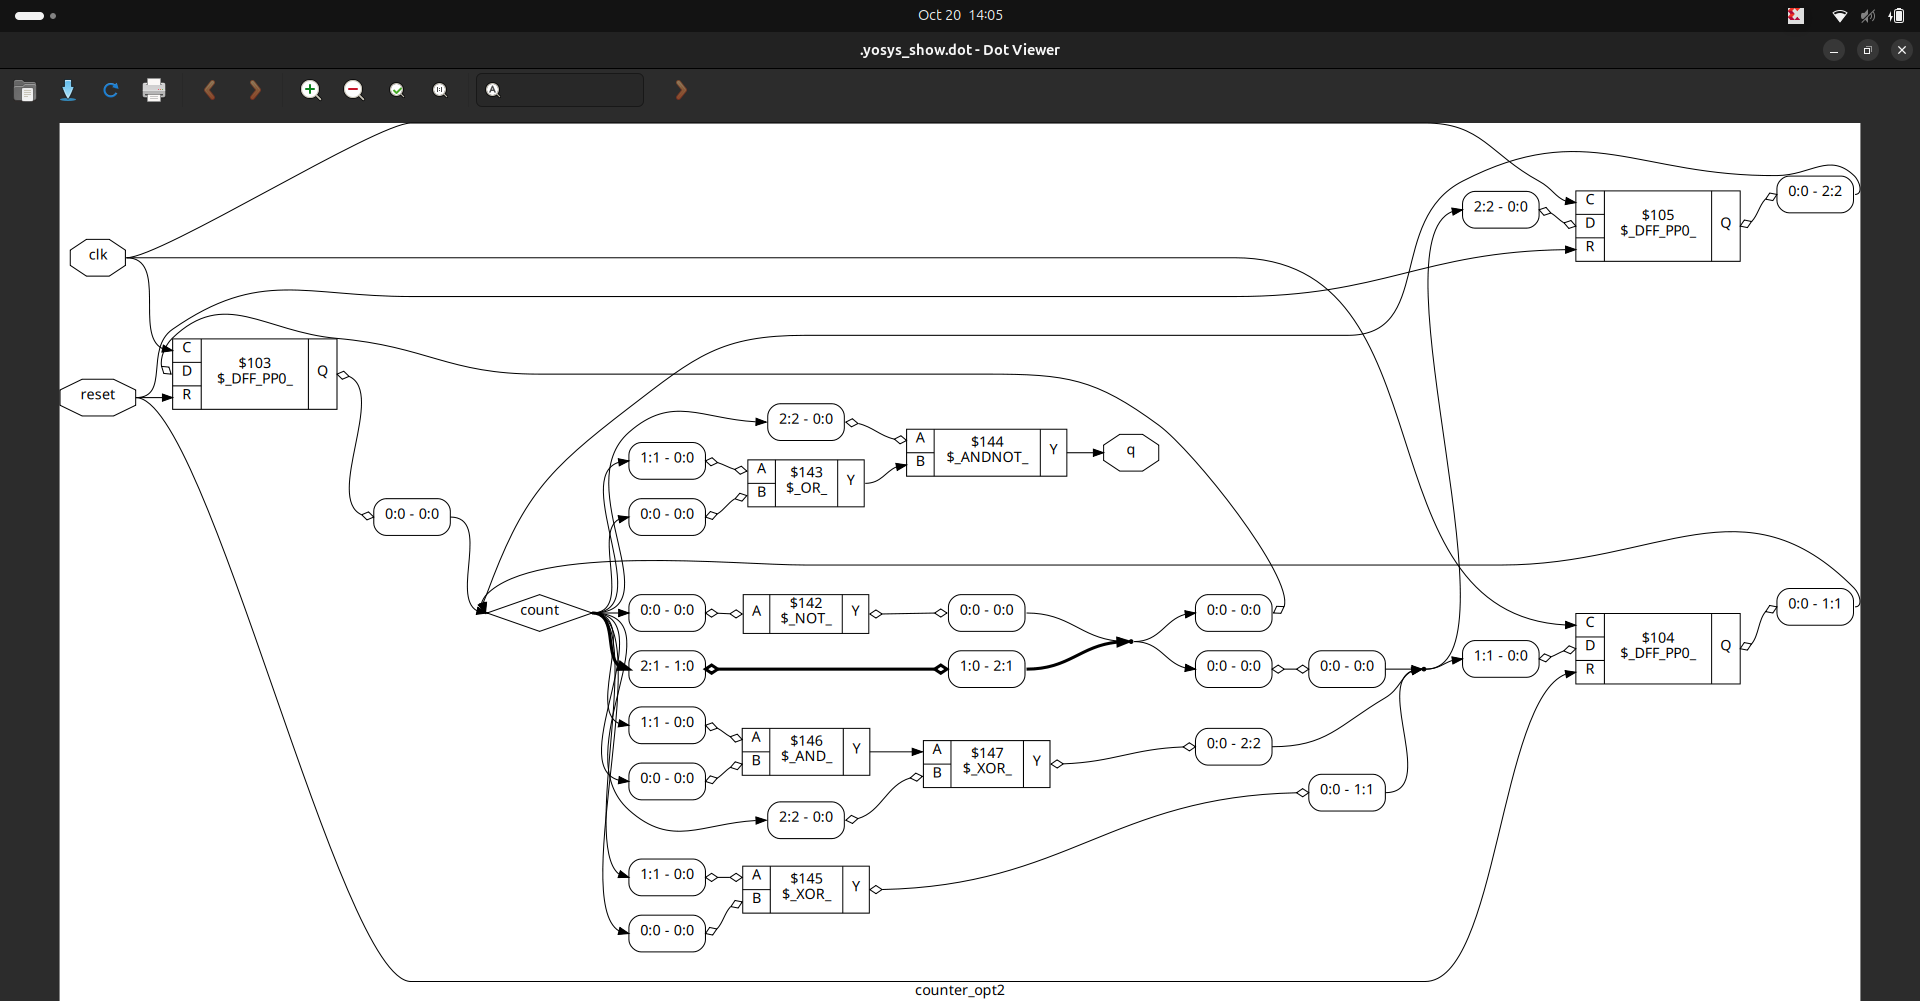 Oct 20 14:05
.yosys_show.dot - Dot Viewer
clk
reset
C
D
R
$103
$_DFF_PP0_
Q
0:0 - 0:0
count
2:2 - 0:0
1:1 - 0:0
0:0 - 0:0
A
B
$143
$_OR_
Y
A
B
$144
$_ANDNOT_
Y
q
0:0 - 0:0
A
$142
$_NOT_
Y
0:0 - 0:0
2:1 - 1:0
1:0 - 2:1
0:0 - 0:0
0:0 - 0:0
0:0 - 0:0
1:1 - 0:0
0:0 - 0:0
A
B
$146
$_AND_
Y
2:2 - 0:0
A
B
$147
$_XOR_
Y
0:0 - 2:2
0:0 - 1:1
1:1 - 0:0
0:0 - 0:0
A
B
$145
$_XOR_
Y
2:2 - 0:0
C
D
R
$105
$_DFF_PP0_
Q
0:0 - 2:2
1:1 - 0:0
C
D
R
$104
$_DFF_PP0_
Q
0:0 - 1:1
counter_opt2